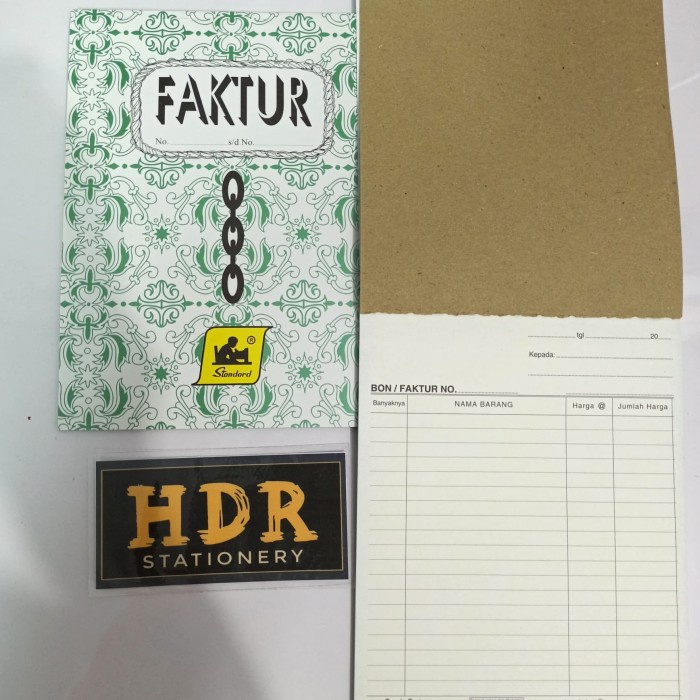 FAKTUR
No. s/d No.
®
Standard
HDR
STATIONERY
tgl 20
Kepada:
BON / FAKTUR NO.
Banyaknya NAMA BARANG Harga @ Jumlah Harga